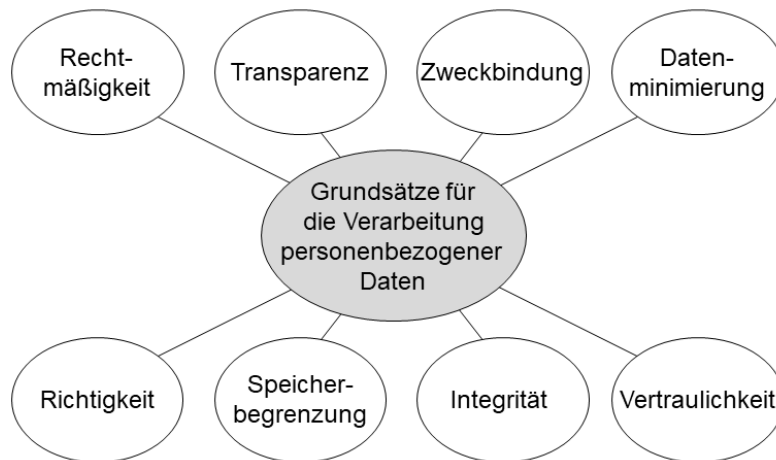 Recht-
mäßigkeit
Transparenz
Zweckbindung
Daten-
minimierung
Grundsätze für
die Verarbeitung
personenbezogener
Daten
Richtigkeit
Speicher-
begrenzung
Integrität
Vertraulichkeit